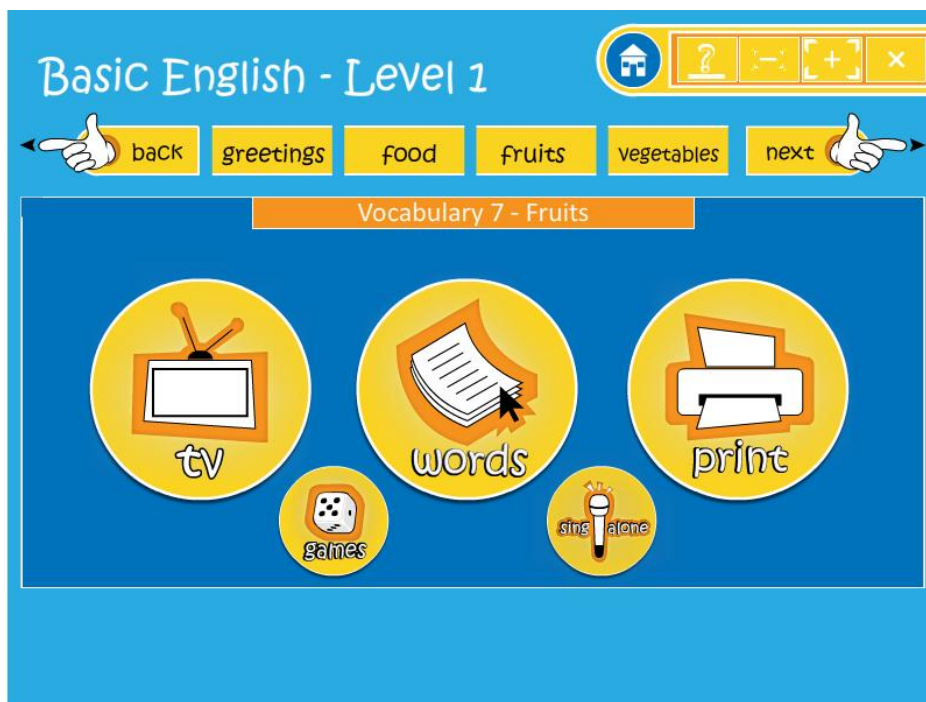 Basic English - Level 1
?
back
greetings
food
fruits
vegetables
next
Vocabulary 7 - Fruits
tv
words
print
games
sing alone